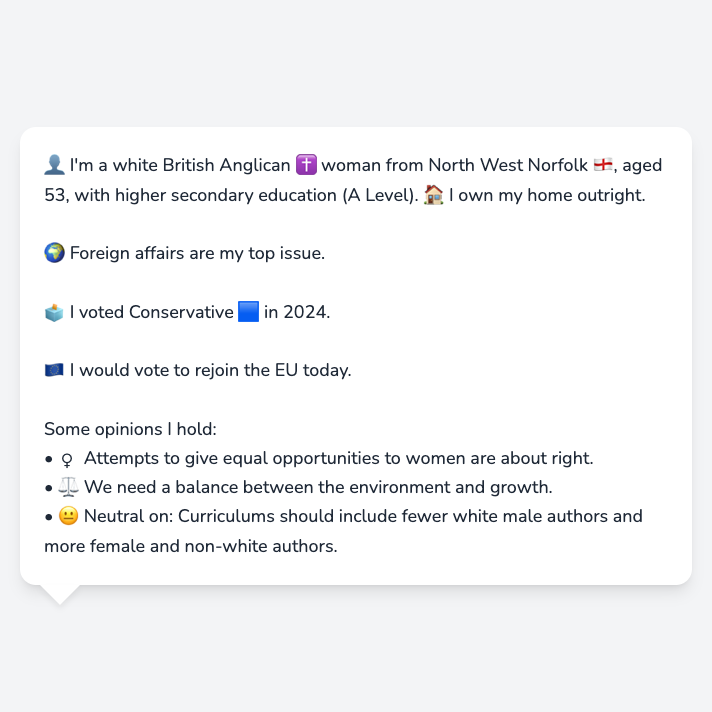 👤 I'm a white British Anglican ✝️ woman from North West Norfolk 🏴󠁧󠁢󠁥󠁮󠁧󠁿, aged
53, with higher secondary education (A Level). 🏠 I own my home outright.
🌍 Foreign affairs are my top issue.
🗳️ I voted Conservative 🟦 in 2024.
🇪🇺 I would vote to rejoin the EU today.
Some opinions I hold:
• ♀ Attempts to give equal opportunities to women are about right.
• ⚖️ We need a balance between the environment and growth.
• 😐 Neutral on: Curriculums should include fewer white male authors and
more female and non-white authors.